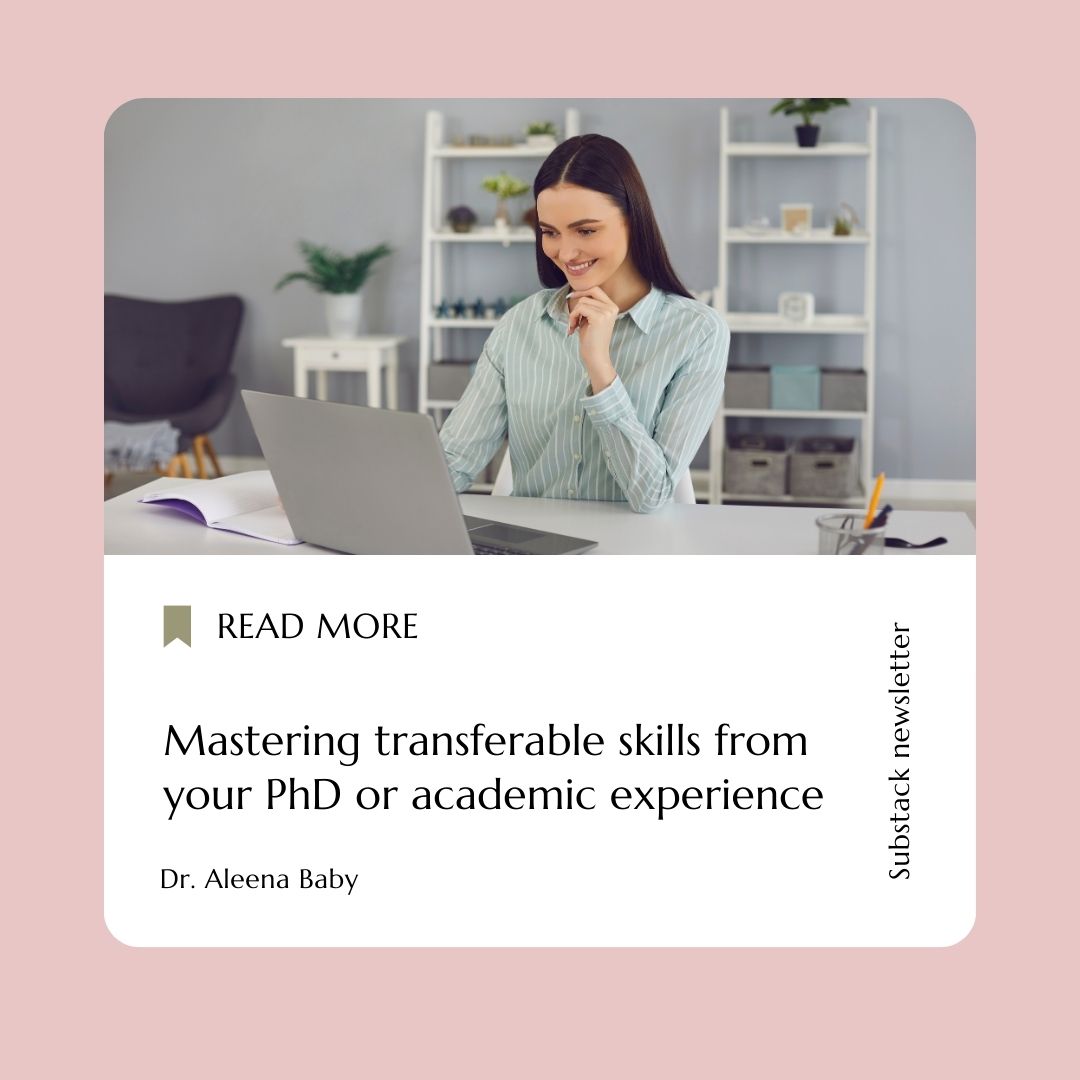 READ MORE
Mastering transferable skills from
your PhD or academic experience
Dr. Aleena Baby
Substack newsletter